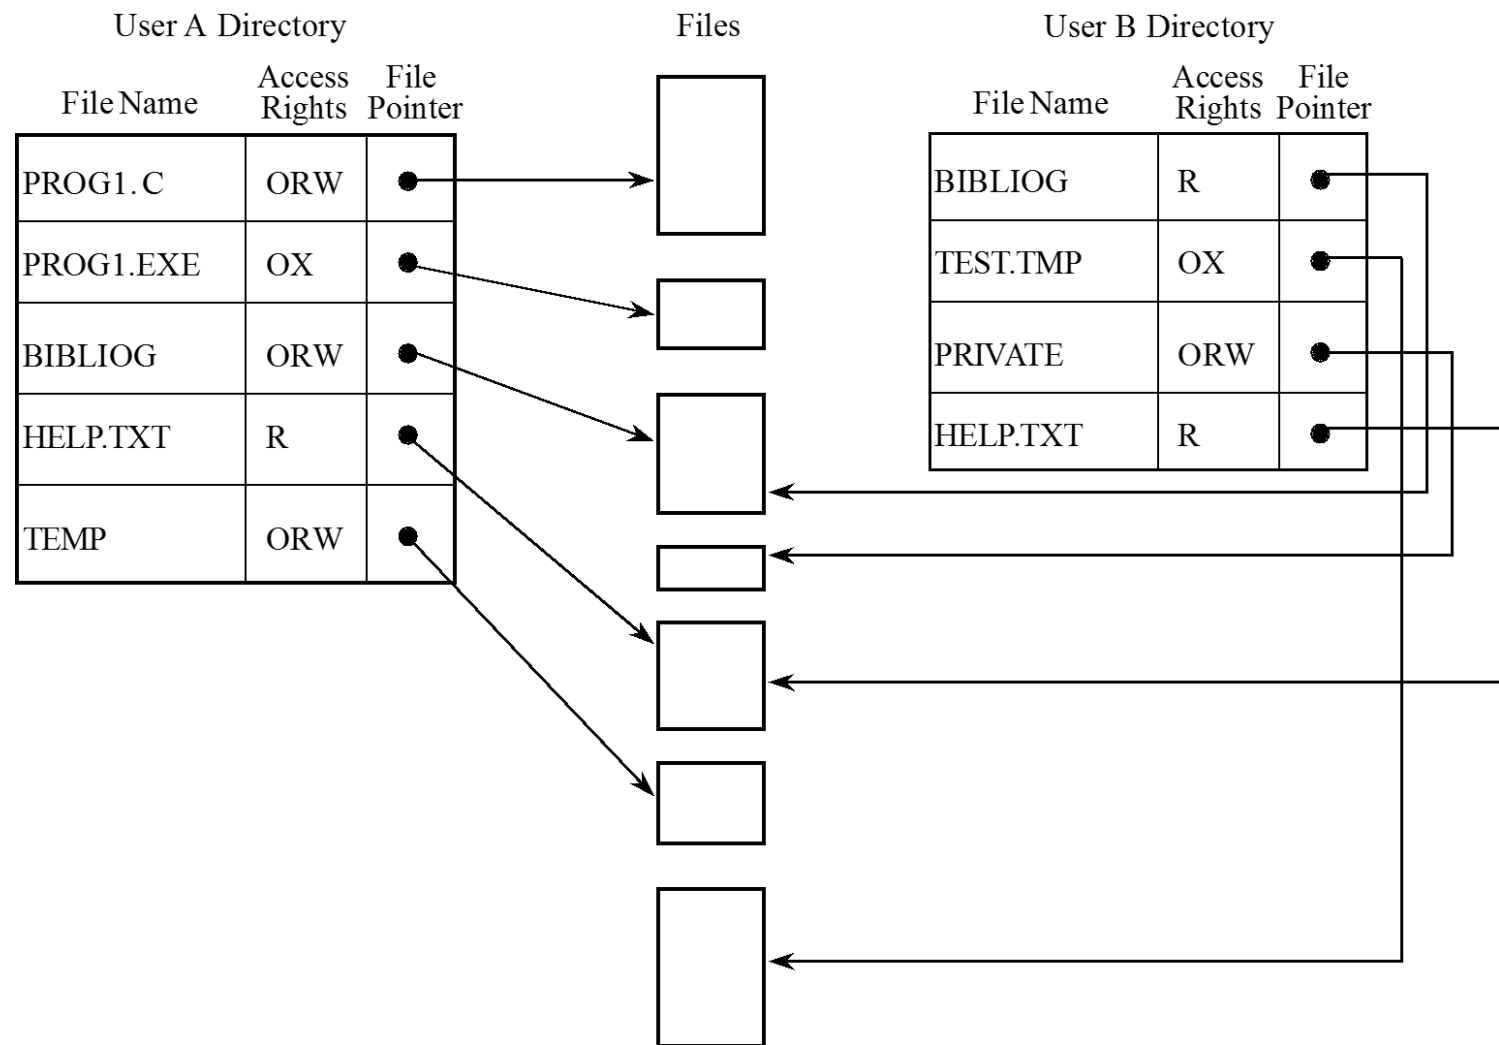 User A Directory
Files
User B Directory
File Name
Access
Rights
File
Pointer
PROG1.C
ORW
PROG1.EXE
OX
BIBLIOG
ORW
HELP.TXT
R
TEMP
ORW
File Name
Access
Rights
File
Pointer
BIBLIOG
R
TEST.TMP
OX
PRIVATE
ORW
HELP.TXT
R